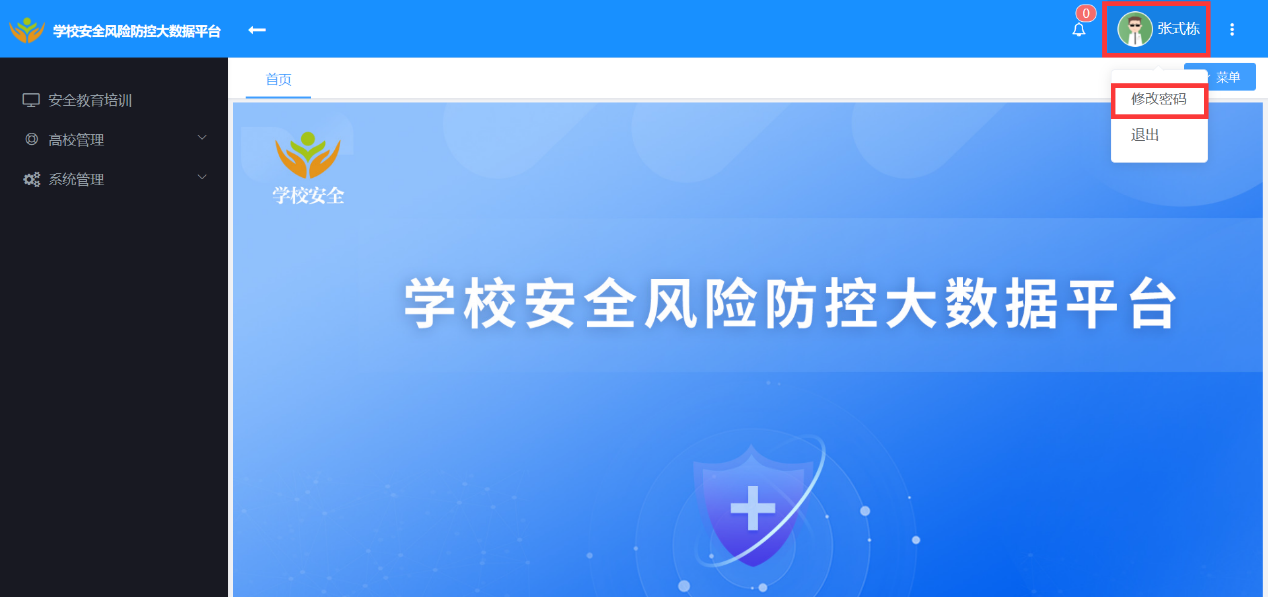 学校安全风险防控大数据平台
0
张式栋
首页
菜单
修改密码
退出
安全教育培训
高校管理
系统管理
学校安全
学校安全风险防控大数据平台